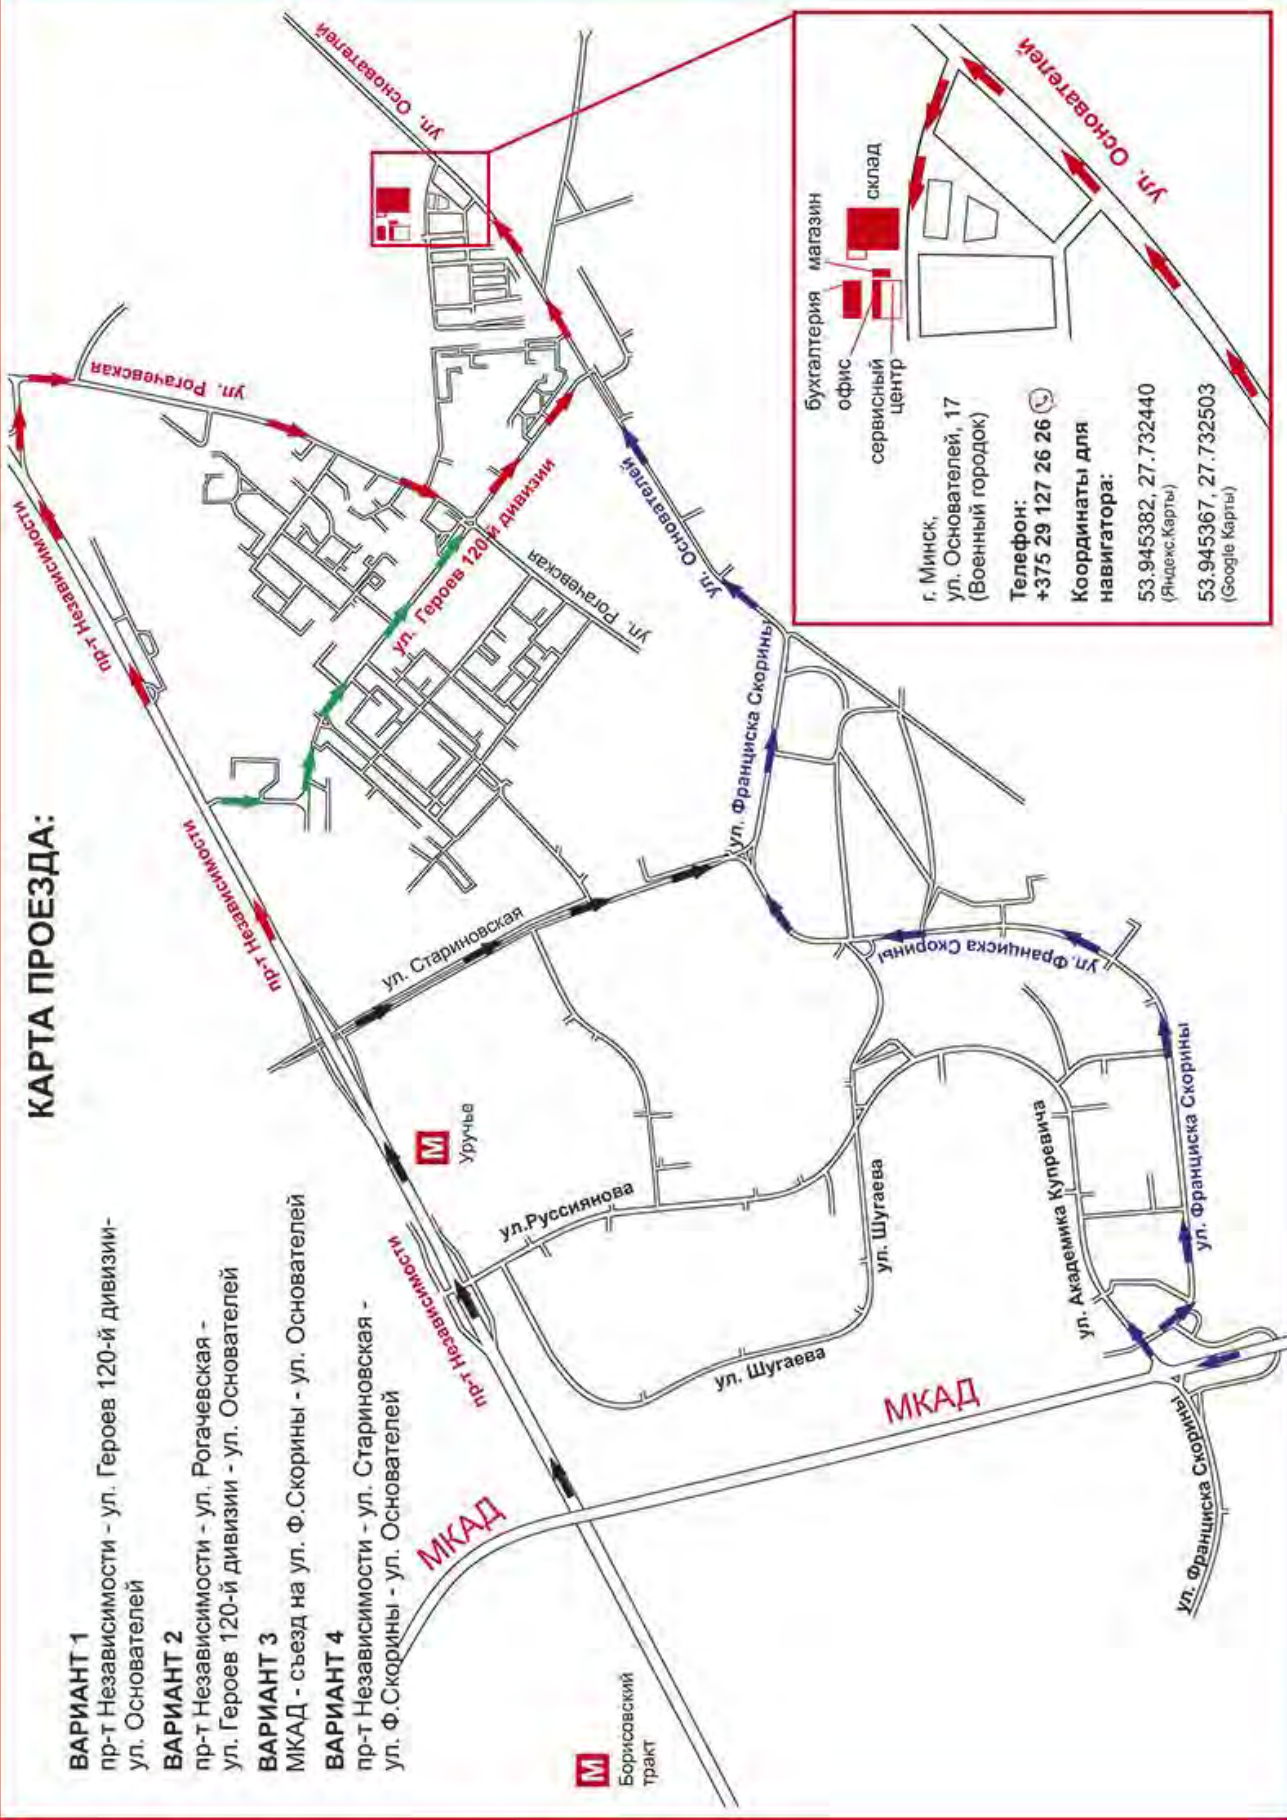 КАРТА ПРОЕЗДА:
ВАРИАНТ 1
пр-т Независимости - ул. Героев 120-й дивизии-
ул. Основателей
ВАРИАНТ 2
пр-т Независимости - ул. Рогачевская -
ул. Героев 120-й дивизии - ул. Основателей
ВАРИАНТ 3
МКАД - съезд на ул. Ф.Скорины - ул. Основателей
ВАРИАНТ 4
пр-т Независимости - ул. Стариновская -
ул. Ф.Скорины - ул. Основателей
М
Борисовский
тракт
МКАД
МКАД
пр-т Независимости
М
Уручье
пр-т Независимости
пр-т Независимости
пр-т Независимости
ул. Рогачевская
ул. Основателей
ул. Героев 120-й дивизии
ул. Рогачевская
ул. Стариновская
ул.Руссиянова
ул. Шугаева
ул. Шугаева
ул. Академика Купревича
ул. Франциска Скорины
ул. Франциска Скорины
ул.Франциска Скорины
ул. Франциска Скорины
ул. Основателей
бухгалтерия
магазин
офис
склад
сервисный
центр
ул. Основателей
г. Минск,
ул. Основателей, 17
(Военный городок)
Телефон:
+375 29 127 26 26
Координаты для
навигатора:
53.945382, 27.732440
(Яндекс.Карты)
53.945367, 27.732503
(Google Карты)